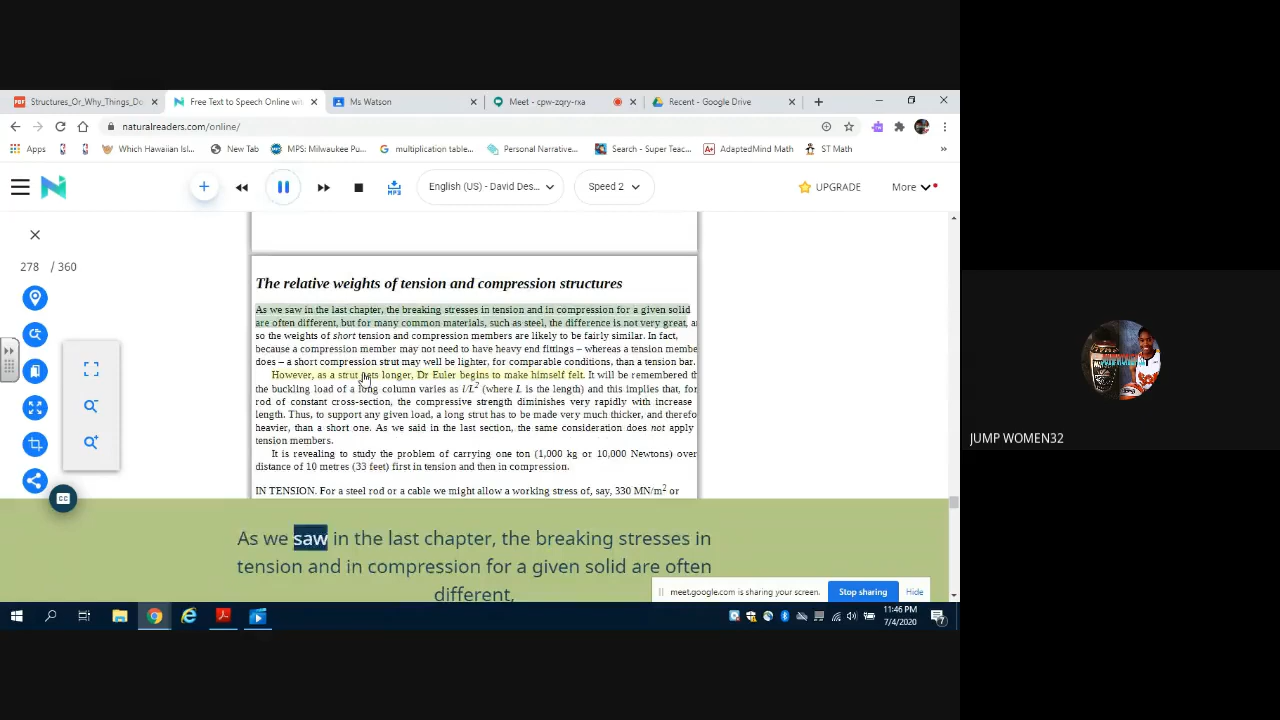 Structures_Or_Why_Things_Do
Free Text to Speech Online wit
Ms Watson
Meet - cpw-zqry-rxa
Recent - Google Drive
naturalreaders.com/online/
Apps
Which Hawaiian Isl...
New Tab
MPS: Milwaukee Pu...
multiplication table...
Personal Narrative...
Search - Super Teac...
AdaptedMind Math
ST Math
MP3
English (US) - David Des...
Speed 2
UPGRADE
More
278 / 360
The relative weights of tension and compression structures
As we saw in the last chapter, the breaking stresses in tension and in compression for a given solid
are often different, but for many common materials, such as steel, the difference is not very great, an
so the weights of short tension and compression members are likely to be fairly similar. In fact,
because a compression member may not need to have heavy end fittings – whereas a tension membe
does – a short compression strut may well be lighter, for comparable conditions, than a tension bar.
However, as a strut gets longer, Dr Euler begins to make himself felt. It will be remembered th
the buckling load of a long column varies as l/L2 (where L is the length) and this implies that, for
rod of constant cross-section, the compressive strength diminishes very rapidly with increase
length. Thus, to support any given load, a long strut has to be made very much thicker, and therefo
heavier, than a short one. As we said in the last section, the same consideration does not apply
tension members.
It is revealing to study the problem of carrying one ton (1,000 kg or 10,000 Newtons) over
distance of 10 metres (33 feet) first in tension and then in compression.
IN TENSION. For a steel rod or a cable we might allow a working stress of, say, 330 MN/m2 or
CC
As we saw in the last chapter, the breaking stresses in
tension and in compression for a given solid are often
different,
meet.google.com is sharing your screen.
Stop sharing
Hide
11:46 PM
7/4/2020
JUMP WOMEN32